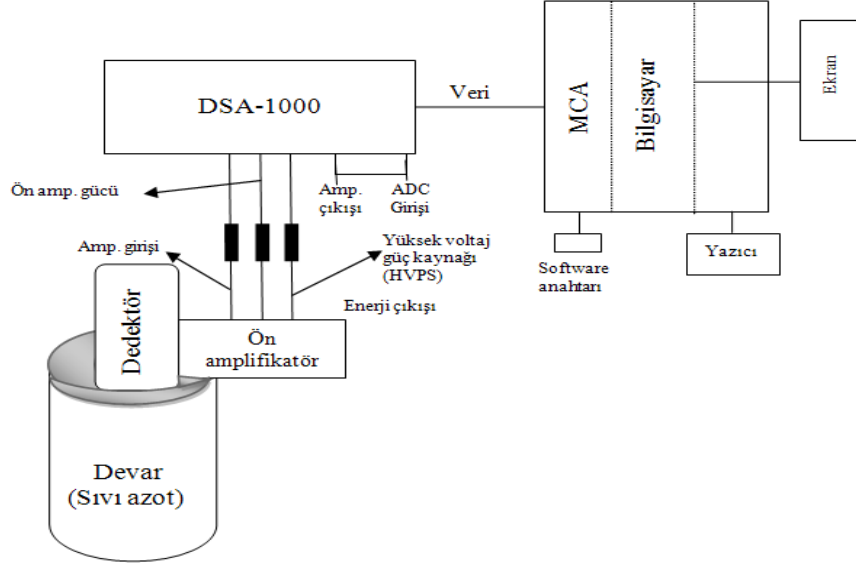 DSA-1000
Veri
MCA
Bilgisayar
Ekran
Ön amp. gücü
Amp.
çıkışı
ADC
Girişi
Amp. girişi
Yüksek voltaj
güç kaynağı
(HVPS)
Software
anahtarı
Yazıcı
Enerji çıkışı
Dedektör
Ön
amplifikatör
Devar
(Sıvı azot)